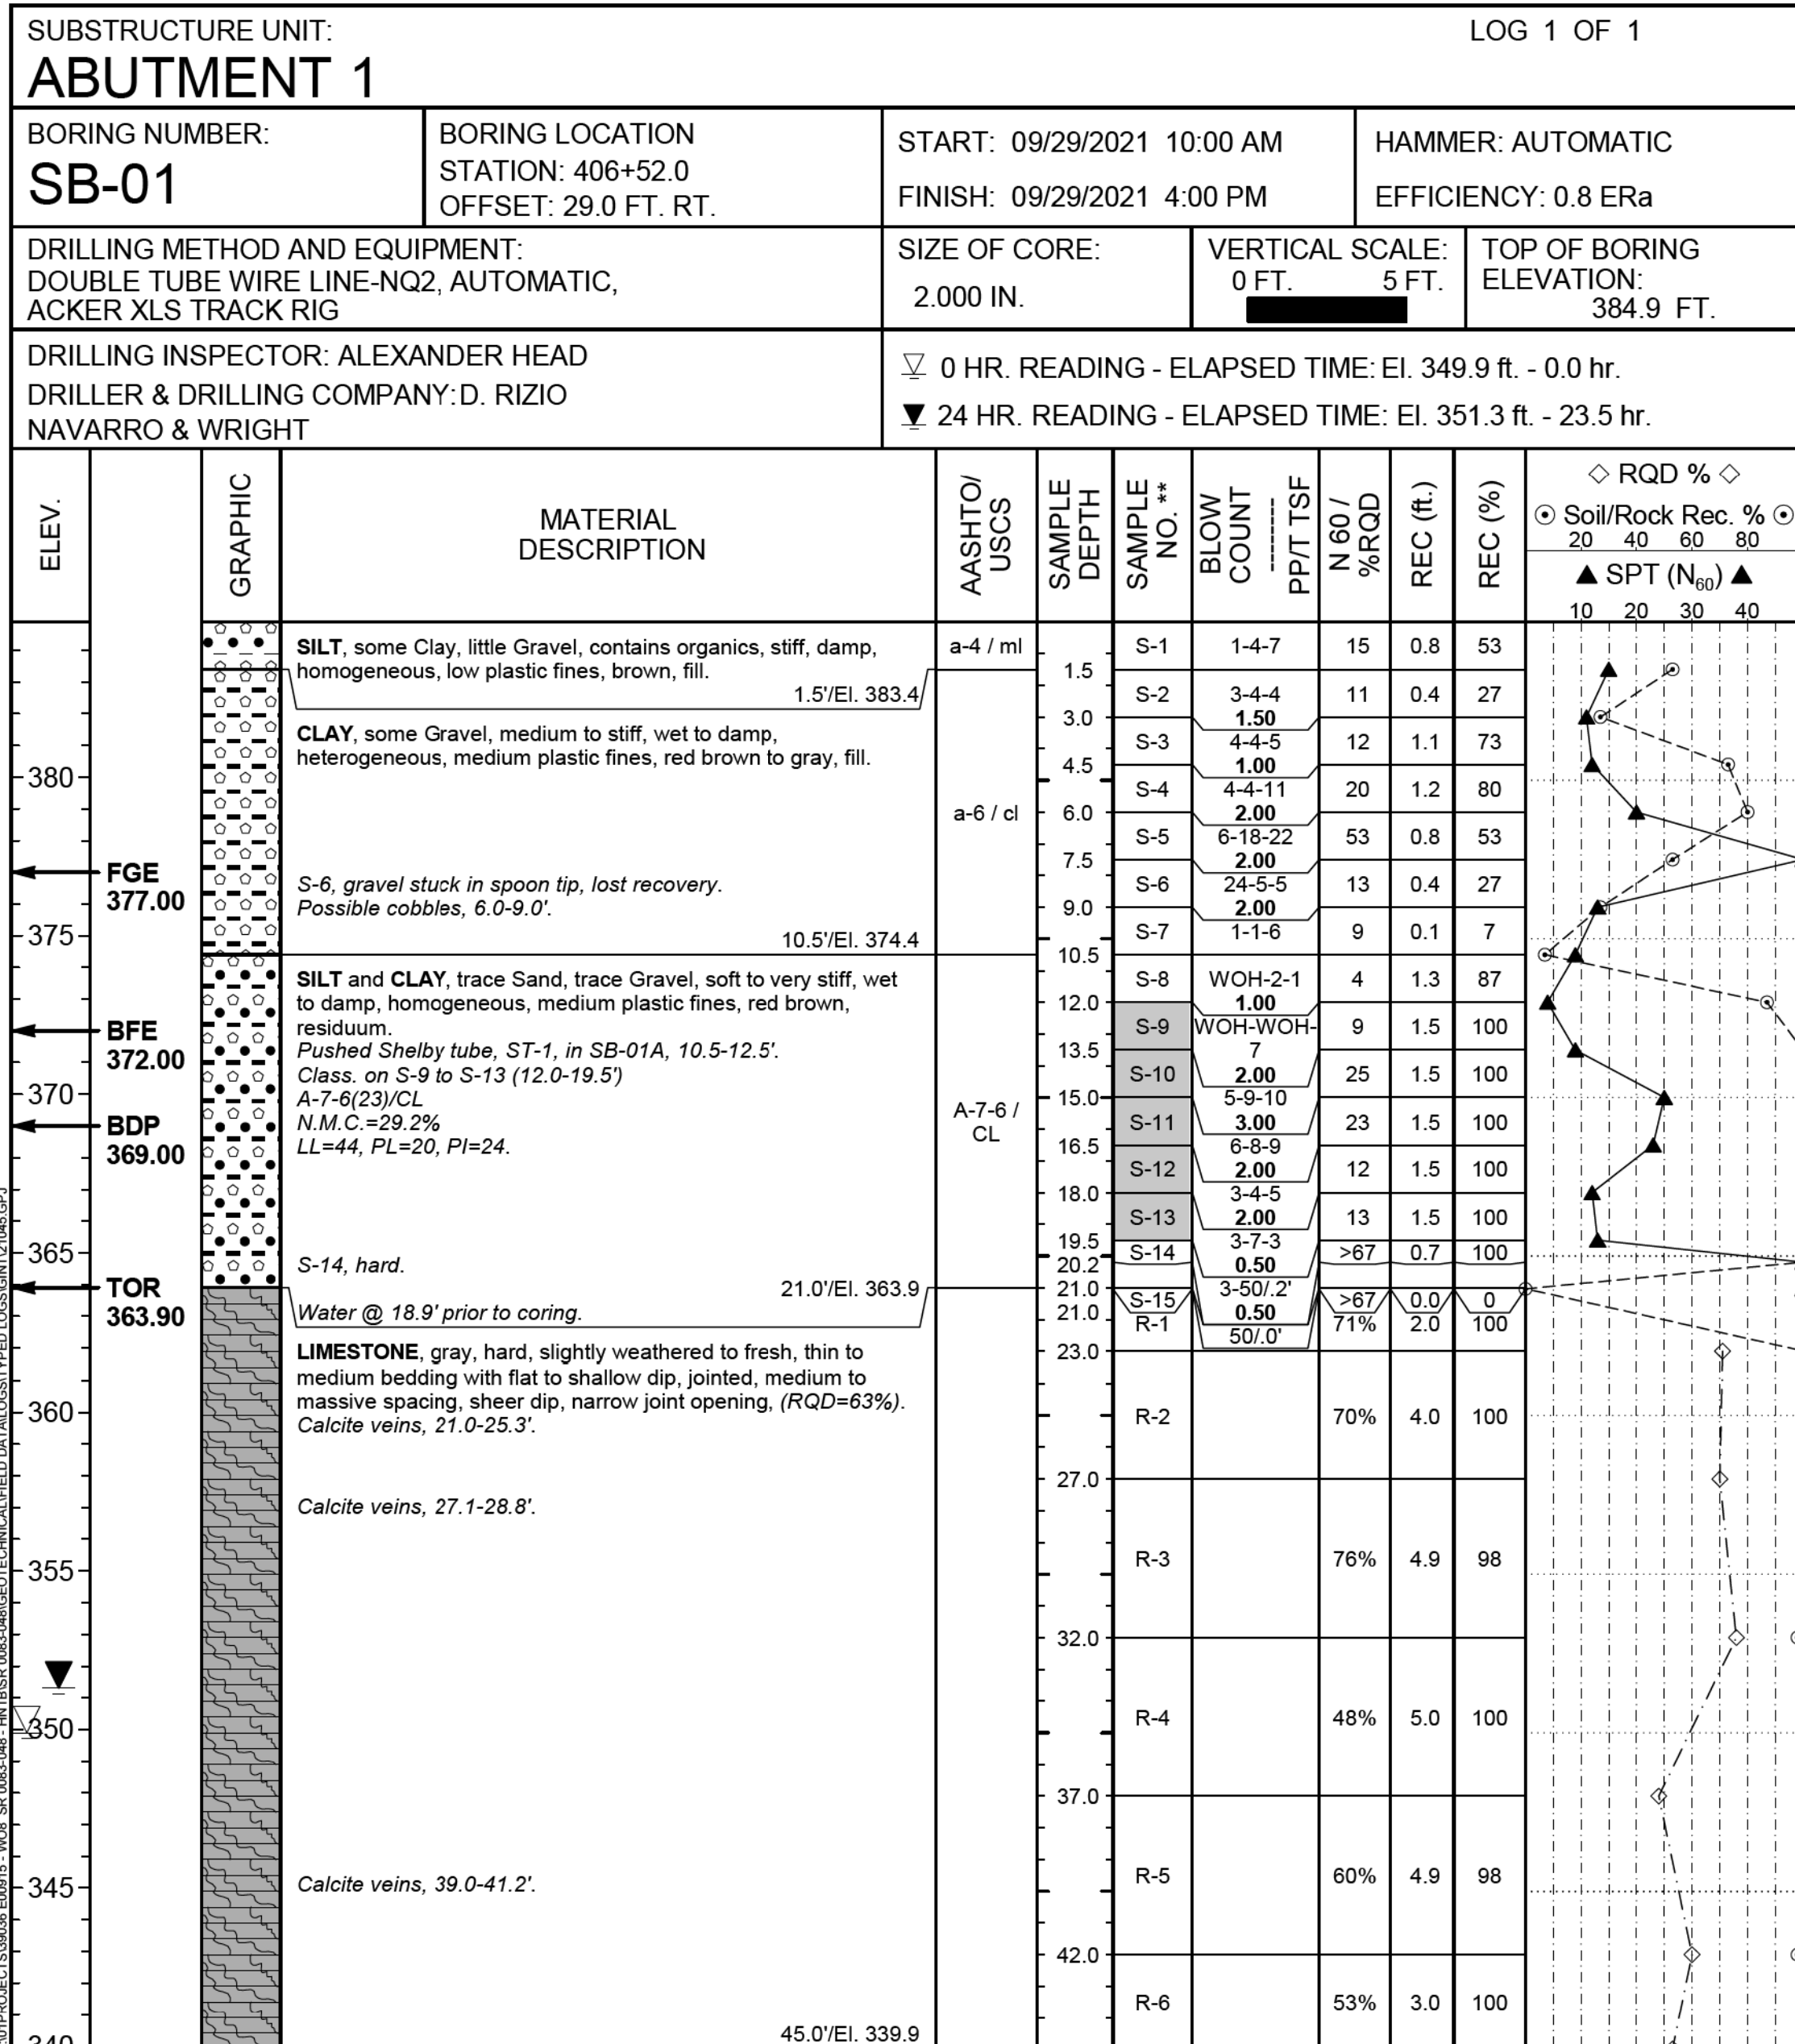 SUBSTRUCTURE UNIT:
ABUTMENT 1
LOG 1 OF 1
BORING NUMBER:
SB-01
BORING LOCATION
STATION: 406+52.0
OFFSET: 29.0 FT. RT.
START: 09/29/2021 10:00 AM
FINISH: 09/29/2021 4:00 PM
HAMMER: AUTOMATIC
EFFICIENCY: 0.8 ERa
DRILLING METHOD AND EQUIPMENT:
DOUBLE TUBE WIRE LINE-NQ2, AUTOMATIC,
ACKER XLS TRACK RIG
SIZE OF CORE:
2.000 IN.
VERTICAL SCALE:
0 FT. 5 FT.
TOP OF BORING
ELEVATION:
384.9 FT.
DRILLING INSPECTOR: ALEXANDER HEAD
DRILLER & DRILLING COMPANY: D. RIZIO
NAVARRO & WRIGHT
0 HR. READING - ELAPSED TIME: El. 349.9 ft. - 0.0 hr.
24 HR. READING - ELAPSED TIME: El. 351.3 ft. - 23.5 hr.
ELEV.
GRAPHIC
MATERIAL
DESCRIPTION
AASHTO/
USCS
SAMPLE
DEPTH
SAMPLE
NO. **
BLOW
COUNT
---------
PP/T TSF
N 60 /
%RQD
REC (ft.)
REC (%)
◇ RQD % ◇
⊙ Soil/Rock Rec. % ⊙
20 40 60 80
▲ SPT (N60) ▲
10 20 30 40
SILT, some Clay, little Gravel, contains organics, stiff, damp,
homogeneous, low plastic fines, brown, fill.
1.5'/El. 383.4
CLAY, some Gravel, medium to stiff, wet to damp,
heterogeneous, medium plastic fines, red brown to gray, fill.
S-6, gravel stuck in spoon tip, lost recovery.
Possible cobbles, 6.0-9.0'.
10.5'/El. 374.4
SILT and CLAY, trace Sand, trace Gravel, soft to very stiff, wet
to damp, homogeneous, medium plastic fines, red brown,
residuum.
Pushed Shelby tube, ST-1, in SB-01A, 10.5-12.5'.
Class. on S-9 to S-13 (12.0-19.5')
A-7-6(23)/CL
N.M.C.=29.2%
LL=44, PL=20, PI=24.
S-14, hard.
21.0'/El. 363.9
Water @ 18.9' prior to coring.
LIMESTONE, gray, hard, slightly weathered to fresh, thin to
medium bedding with flat to shallow dip, jointed, medium to
massive spacing, sheer dip, narrow joint opening, (RQD=63%).
Calcite veins, 21.0-25.3'.
Calcite veins, 27.1-28.8'.
Calcite veins, 39.0-41.2'.
45.0'/El. 339.9
380
FGE
377.00
375
BFE
372.00
370
BDP
369.00
365
TOR
363.90
360
355
350
345
340
a-4 / ml
a-6 / cl
A-7-6 /
CL
1.5
3.0
4.5
6.0
7.5
9.0
10.5
12.0
13.5
15.0
16.5
18.0
19.5
20.2
21.0
21.0
23.0
27.0
32.0
37.0
42.0
S-1 1-4-7 15 0.8 53
S-2 3-4-4 11 0.4 27
1.50
S-3 4-4-5 12 1.1 73
1.00
S-4 4-4-11 20 1.2 80
2.00
S-5 6-18-22 53 0.8 53
2.00
S-6 24-5-5 13 0.4 27
2.00
S-7 1-1-6 9 0.1 7
S-8 WOH-2-1 4 1.3 87
1.00
S-9 WOH-WOH- 9 1.5 100
7
S-10 2.00 25 1.5 100
5-9-10
S-11 3.00 23 1.5 100
6-8-9
S-12 2.00 12 1.5 100
3-4-5
S-13 2.00 13 1.5 100
3-7-3
S-14 0.50 >67 0.7 100
3-50/.2'
S-15 0.50 >67 0.0 0
50/.0'
R-1 71% 2.0 100
R-2 70% 4.0 100
R-3 76% 4.9 98
R-4 48% 5.0 100
R-5 60% 4.9 98
R-6 53% 3.0 100